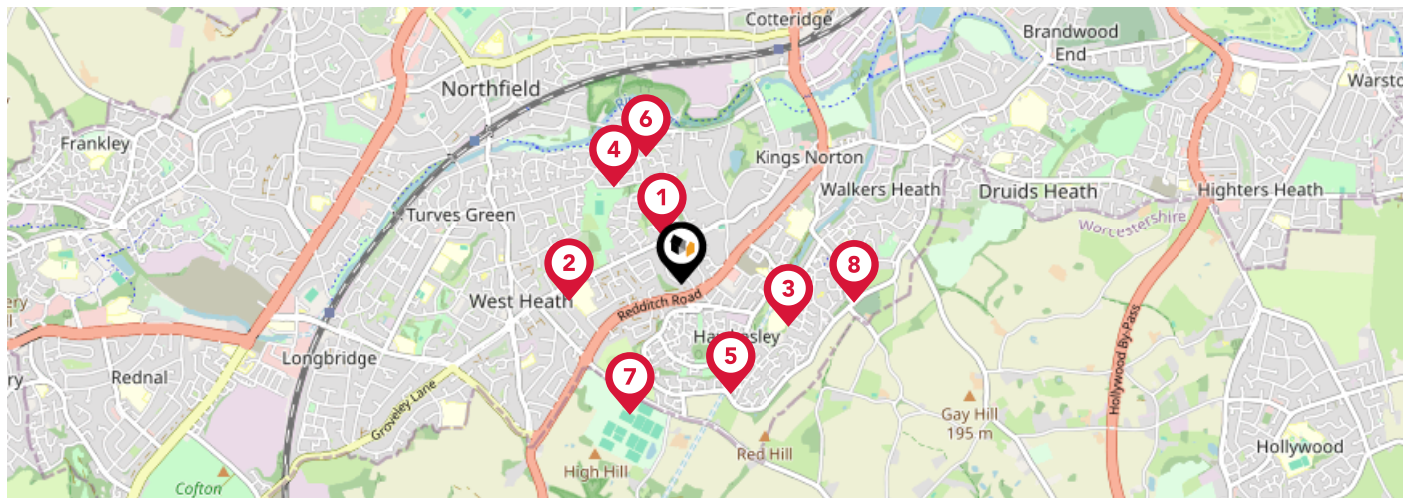 Cotteridge
Brandwood
End
Northfield
Warsto
6
Frankley
4
Kings Norton
1
Walkers Heath
Druids Heath
Highters Heath
Turves Green
Worcestershire
2
8
3
West Heath
Redditch Road
Longbridge
5
Rednal
7
Groveley Lane
Hollywood By-Pass
Gay Hill
195 m
Red Hill
Hollywood
High Hill
Cofton